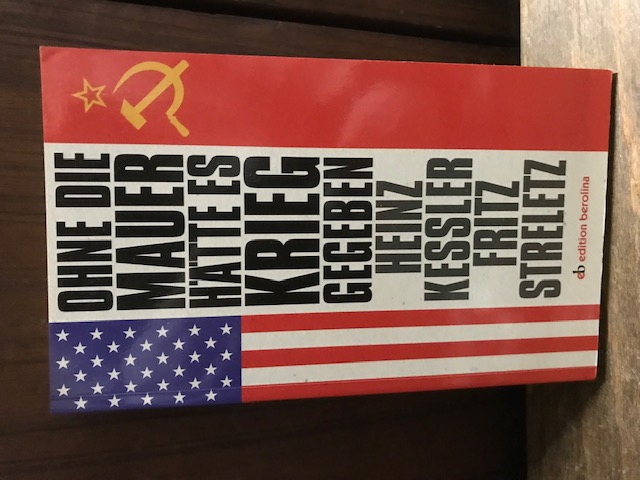 OHNE DIE
MAUER
HÄTTE ES
KRIEG
GEGEBEN
HEINZ
KESSLER
FRITZ
STRELETZ
eb edition berolina